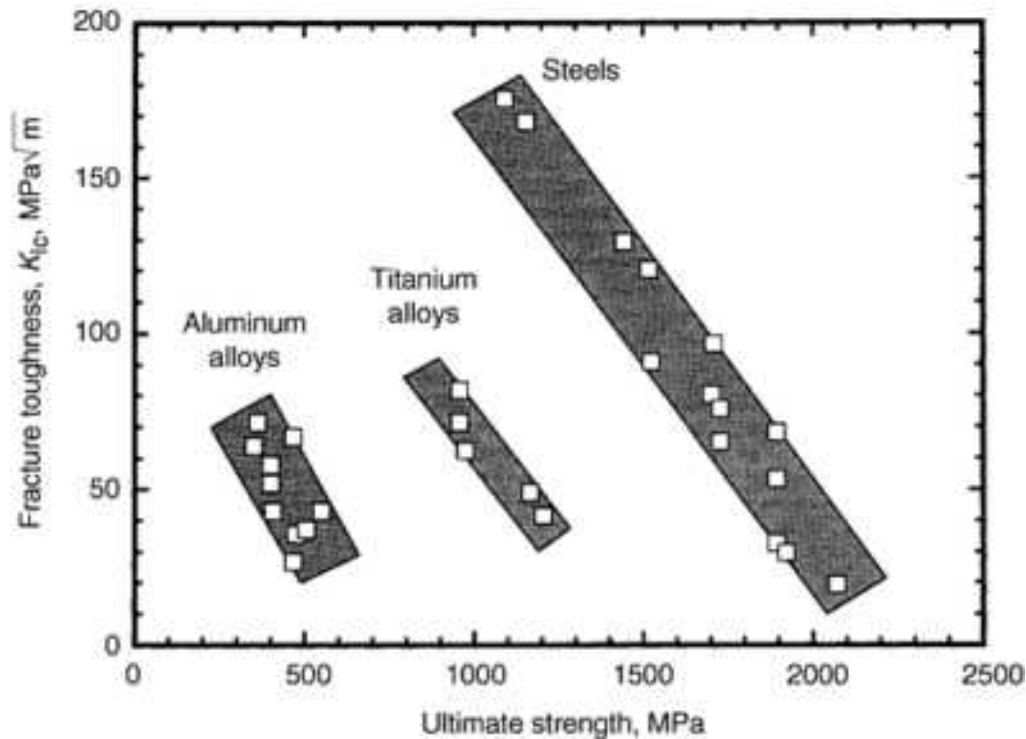 200
Steels
Fracture toughness, K_Ic, MPa√m
150
Titanium
alloys
Aluminum
alloys
100
50
0
0 500 1000 1500 2000 2500
Ultimate strength, MPa